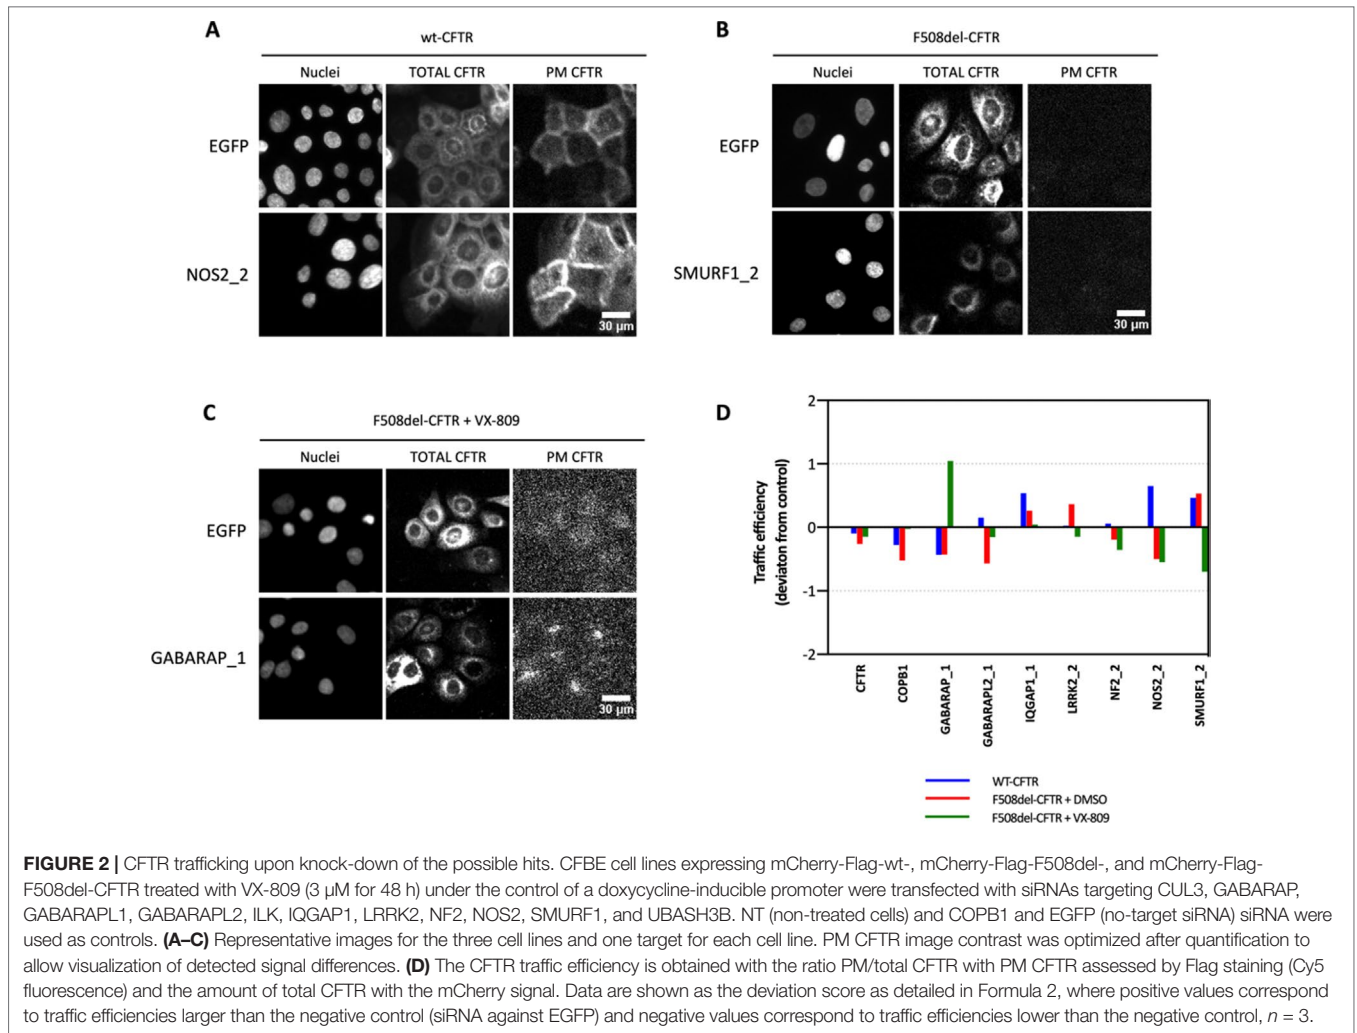 A
wt-CFTR
Nuclei TOTAL CFTR PM CFTR
EGFP
NOS2_2
30 µm
B
F508del-CFTR
Nuclei TOTAL CFTR PM CFTR
EGFP
SMURF1_2
30 µm
C
F508del-CFTR + VX-809
Nuclei TOTAL CFTR PM CFTR
EGFP
GABARAP_1
30 µm
D
Traffic efficiency
(deviaton from control)
2
1
0
-1
-2
CFTR
COPB1
GABARAP_1
GABARAPL2_1
IQGAP1_1
LRRK2_2
NF2_2
NOS2_2
SMURF1_2
WT-CFTR
F508del-CFTR + DMSO
F508del-CFTR + VX-809
FIGURE 2 | CFTR trafficking upon knock-down of the possible hits. CFBE cell lines expressing mCherry-Flag-wt-, mCherry-Flag-F508del-, and mCherry-Flag-
F508del-CFTR treated with VX-809 (3 µM for 48 h) under the control of a doxycycline-inducible promoter were transfected with siRNAs targeting CUL3, GABARAP,
GABARAPL1, GABARAPL2, ILK, IQGAP1, LRRK2, NF2, NOS2, SMURF1, and UBASH3B. NT (non-treated cells) and COPB1 and EGFP (no-target siRNA) siRNA were
used as controls. (A–C) Representative images for the three cell lines and one target for each cell line. PM CFTR image contrast was optimized after quantification to
allow visualization of detected signal differences. (D) The CFTR traffic efficiency is obtained with the ratio PM/total CFTR with PM CFTR assessed by Flag staining (Cy5
fluorescence) and the amount of total CFTR with the mCherry signal. Data are shown as the deviation score as detailed in Formula 2, where positive values correspond
to traffic efficiencies larger than the negative control (siRNA against EGFP) and negative values correspond to traffic efficiencies lower than the negative control, n = 3.